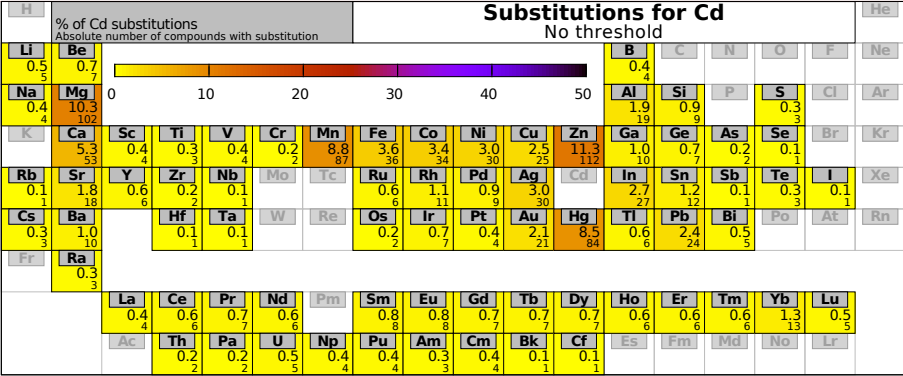 H He
% of Cd substitutions
Absolute number of compounds with substitution
Substitutions for Cd
No threshold
Li Be B C N O F Ne
0.5 0.7 0.4
5 7 4
0 10 20 30 40 50
Na Mg Al Si P S Cl Ar
0.4 10.3 1.9 0.9 0.3
4 102 19 9 3
K Ca Sc Ti V Cr Mn Fe Co Ni Cu Zn Ga Ge As Se Br Kr
5.3 0.4 0.3 0.4 0.2 8.8 3.6 3.4 3.0 2.5 11.3 1.0 0.7 0.2 0.1
53 4 3 4 2 87 36 34 30 25 112 10 7 2 1
Rb Sr Y Zr Nb Mo Tc Ru Rh Pd Ag Cd In Sn Sb Te I Xe
0.1 1.8 0.6 0.2 0.1 0.6 1.1 0.9 3.0 2.7 1.2 0.1 0.3 0.1
1 18 6 2 1 6 11 9 30 27 12 1 3 1
Cs Ba Hf Ta W Re Os Ir Pt Au Hg Tl Pb Bi Po At Rn
0.3 1.0 0.1 0.1 0.2 0.7 0.4 2.1 8.5 0.6 2.4 0.5
3 10 1 1 2 7 4 21 84 6 24 5
Fr Ra
0.3
3
La Ce Pr Nd Pm Sm Eu Gd Tb Dy Ho Er Tm Yb Lu
0.4 0.6 0.7 0.6 0.8 0.8 0.7 0.7 0.7 0.6 0.6 0.6 1.3 0.5
4 6 7 6 8 8 7 7 7 6 6 6 13 5
Ac Th Pa U Np Pu Am Cm Bk Cf Es Fm Md No Lr
0.2 0.2 0.5 0.4 0.4 0.3 0.4 0.1 0.1
2 2 5 4 4 3 4 1 1